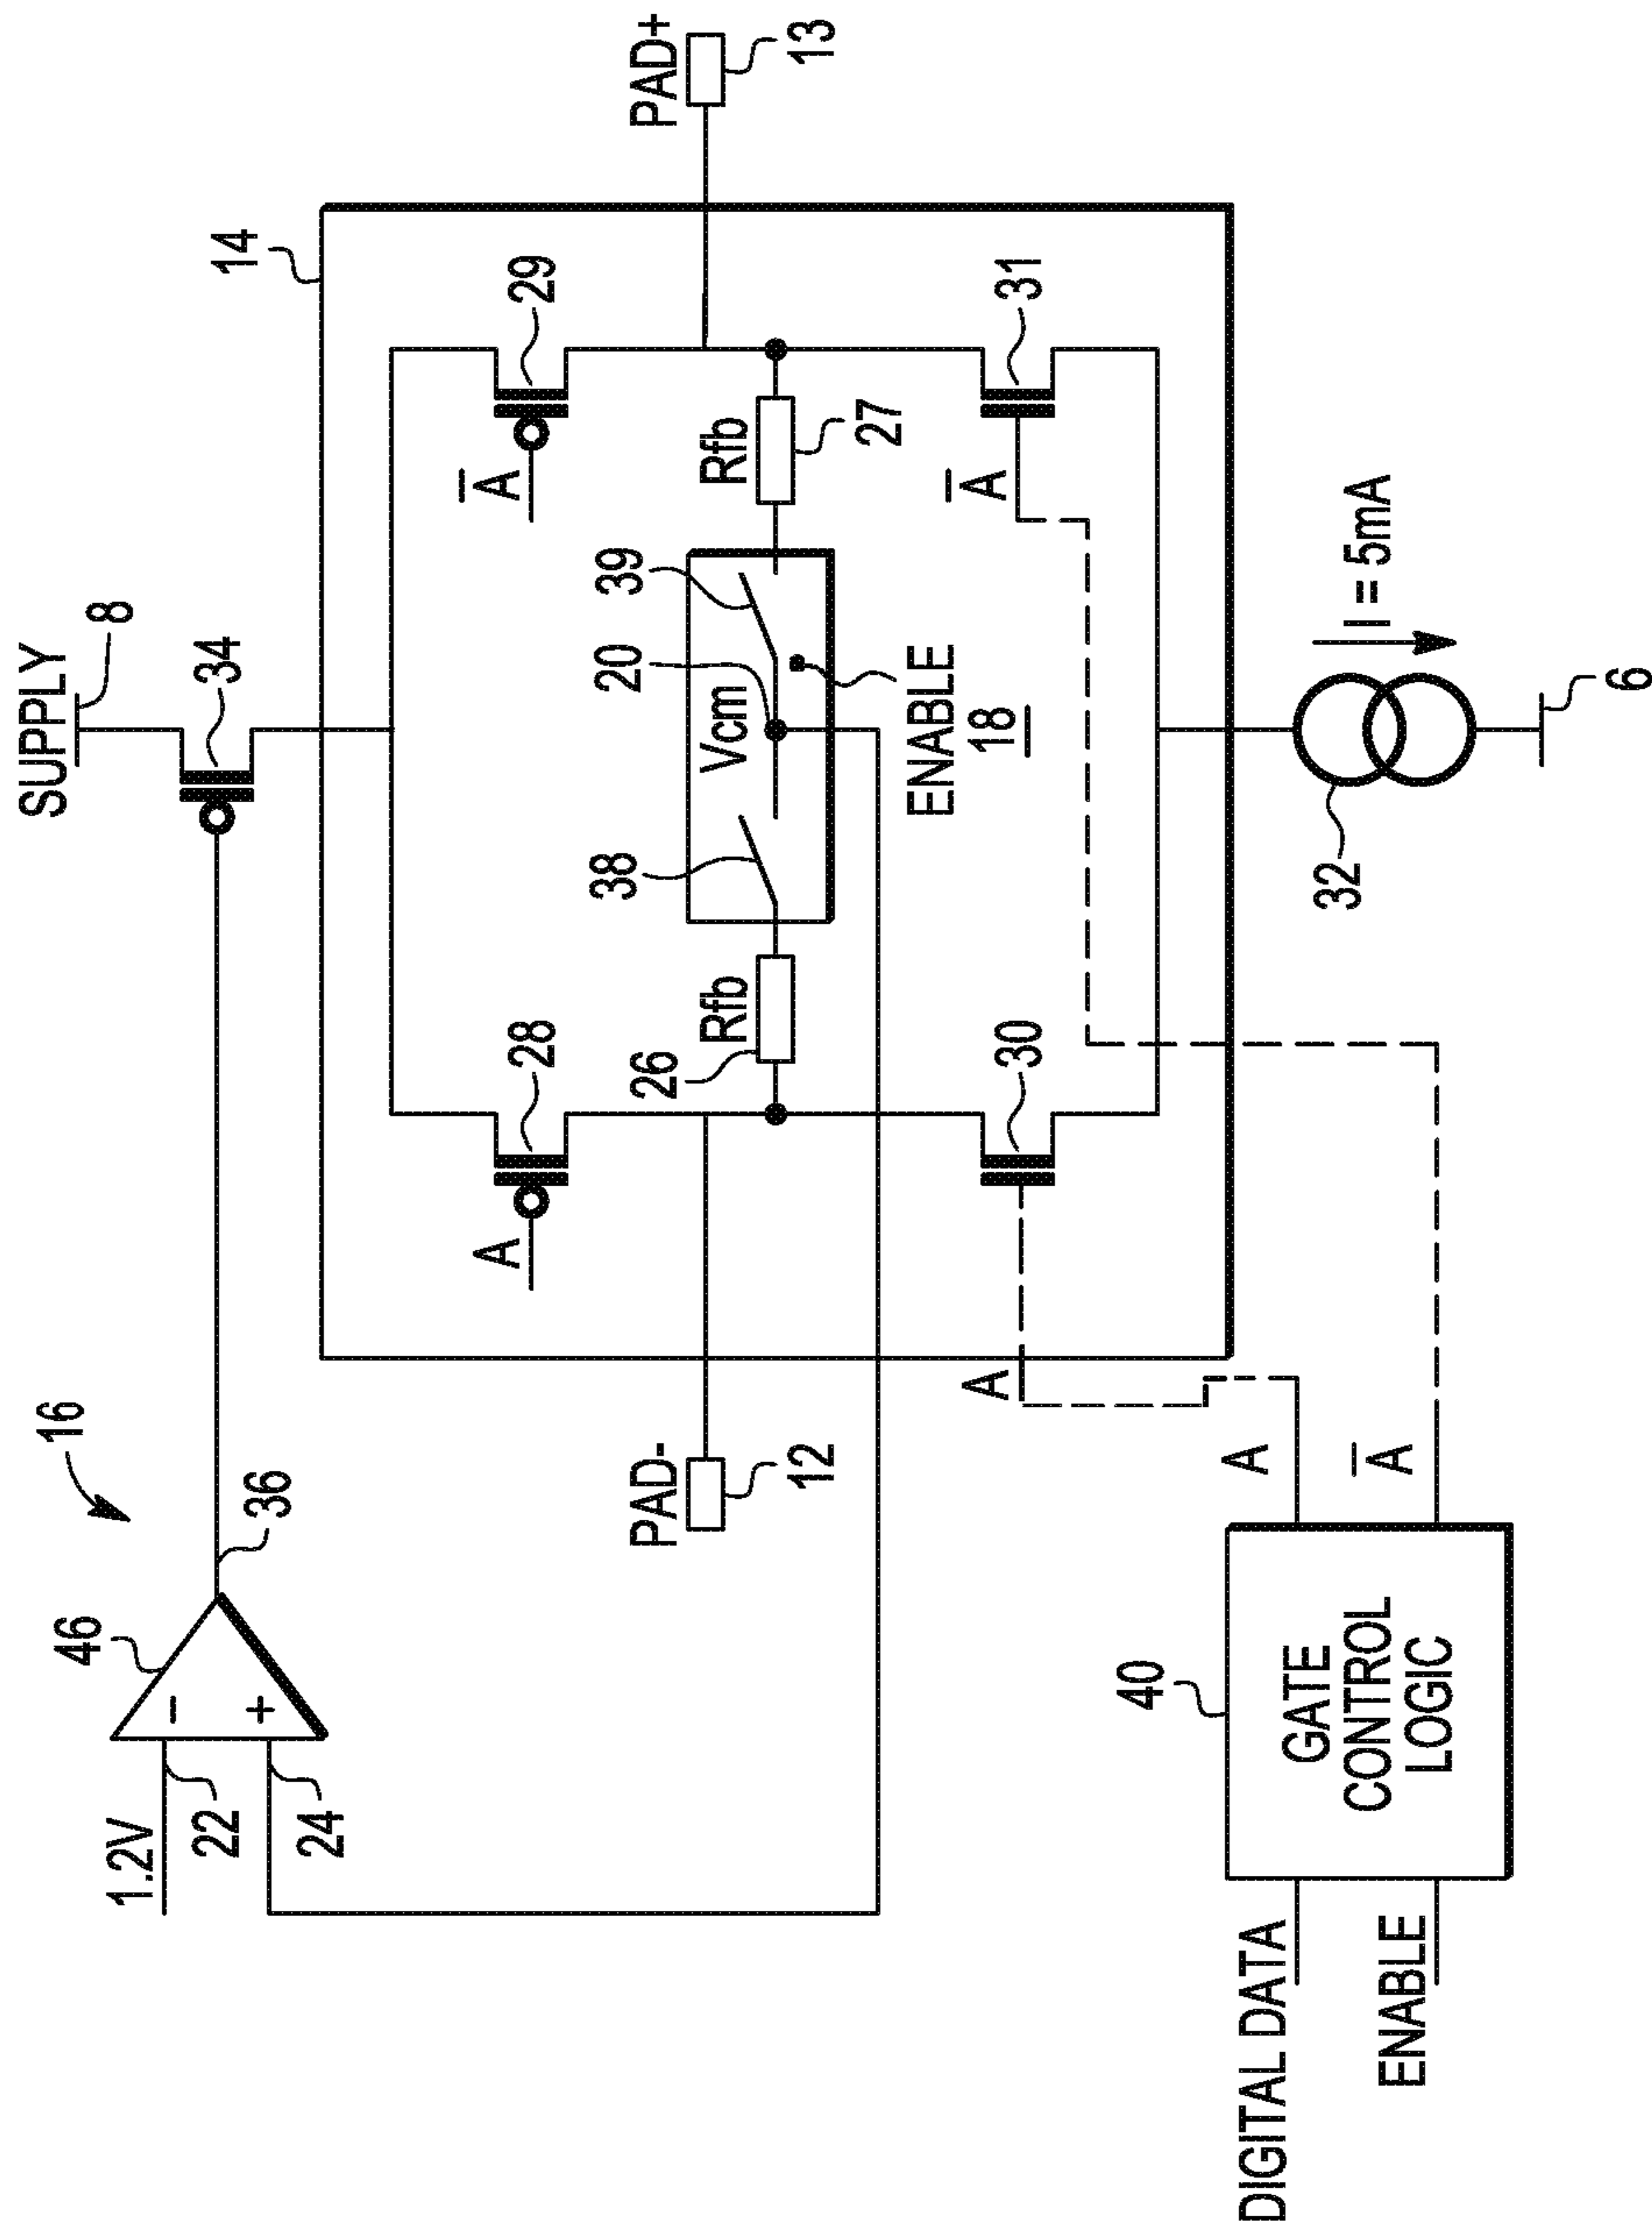 SUPPLY
8
34
16
46
36
1.2V
22
24
−
+
14
28
29
A
A̅
PAD-
12
PAD+
13
Rfb
26
38
Vcm
20
39
Rfb
27
ENABLE
18
30
31
A
A̅
A
A̅
40
GATE
CONTROL
LOGIC
DIGITAL DATA
ENABLE
32
I = 5mA
6